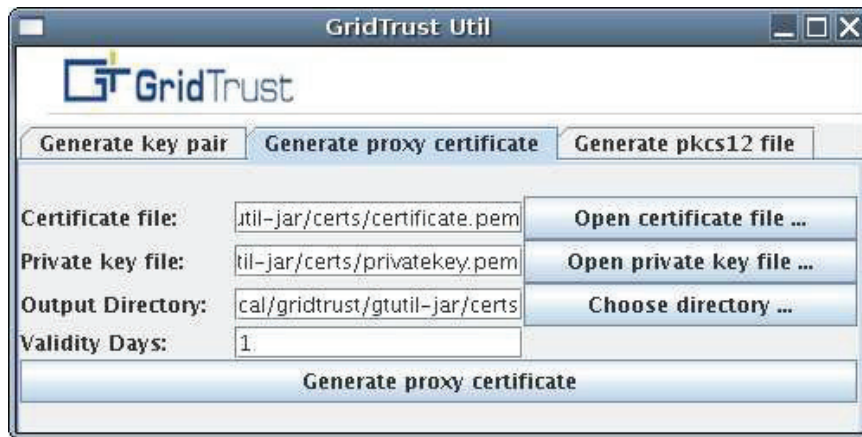 GridTrust Util
GridTrust
Generate key pair Generate proxy certificate Generate pkcs12 file
Certificate file: util-jar/certs/certificate.pem Open certificate file ...
Private key file: til-jar/certs/privatekey.pem Open private key file ...
Output Directory: cal/gridtrust/gtutil-jar/certs Choose directory ...
Validity Days: 1
Generate proxy certificate